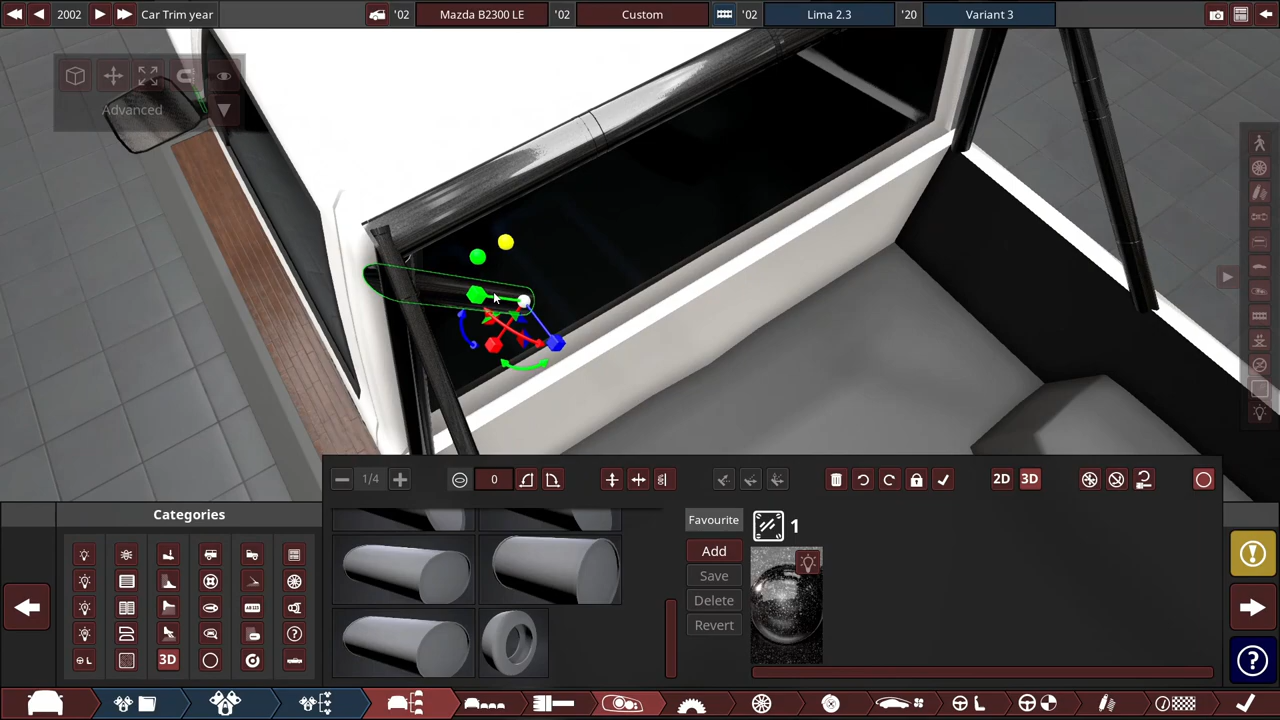 2002 Car Trim year '02 Mazda B2300 LE '02 Custom '02 Lima 2.3 '20 Variant 3
Advanced
1/4 0 2D 3D
Categories
Favourite 1
Add
Save
Delete
Revert
3D